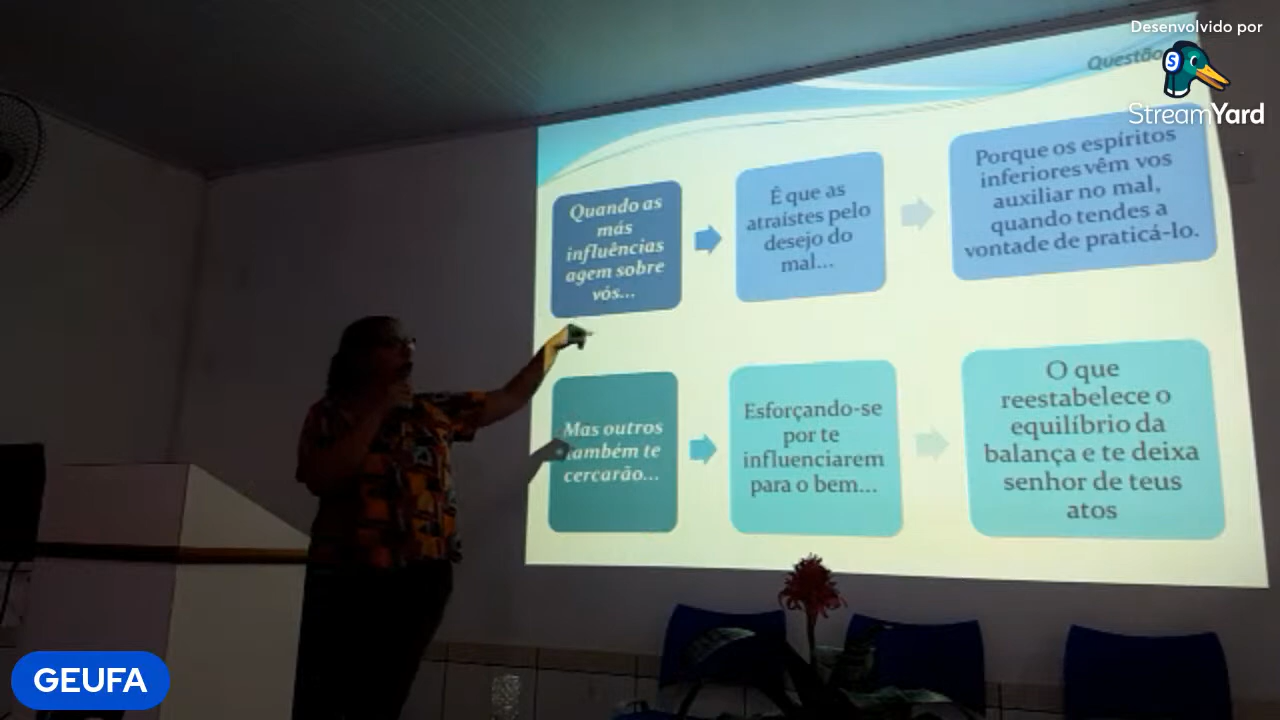 Desenvolvido por
StreamYard
Questão
Quando as
más
influências
agem sobre
vós...
É que as
atraístes pelo
desejo do
mal...
Porque os espíritos
inferiores vêm vos
auxiliar no mal,
quando tendes a
vontade de praticá-lo.
Mas outros
também te
cercarão...
Esforçando-se
por te
influenciarem
para o bem...
O que
reestabelece o
equilíbrio da
balança e te deixa
senhor de teus
atos
GEUFA